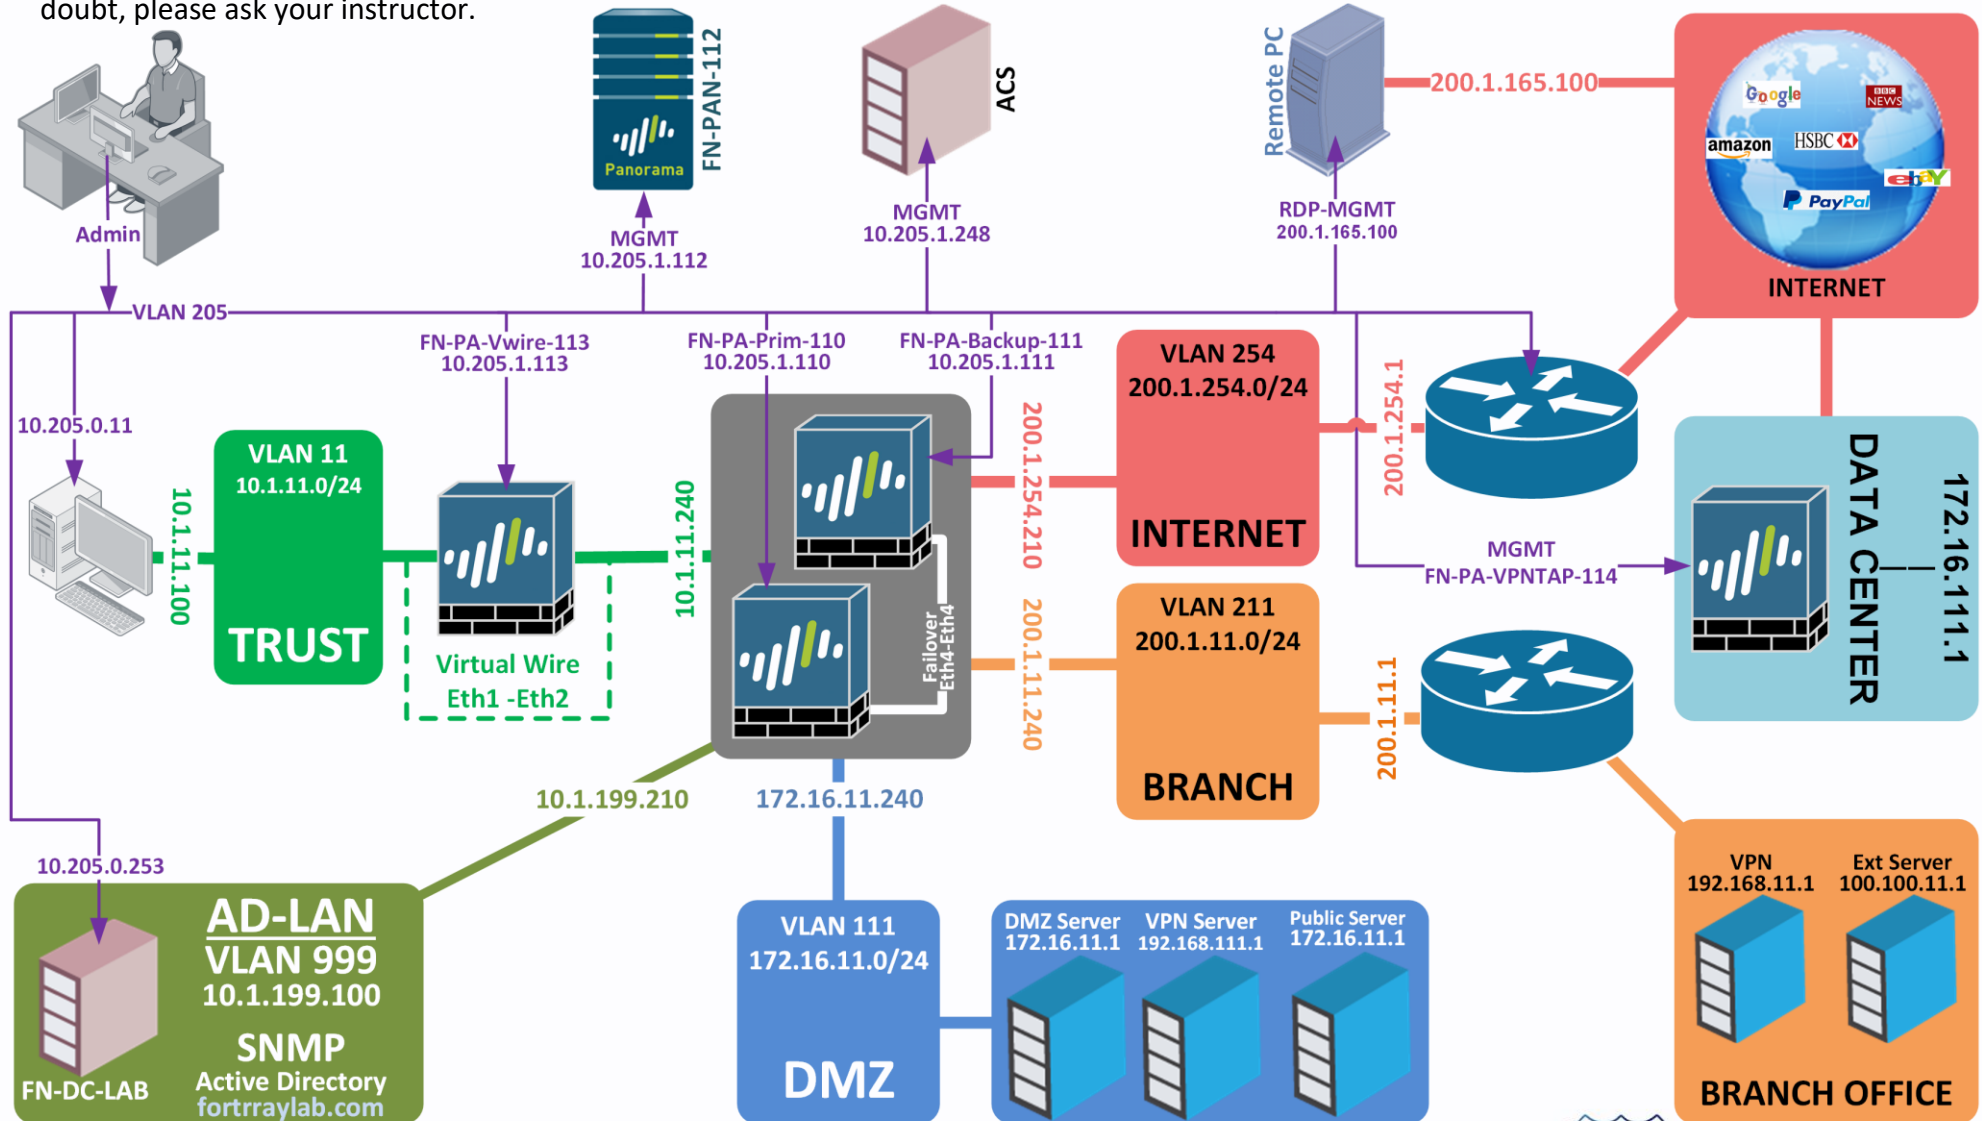 doubt, please ask your instructor.
Admin
Panorama
FN-PAN-112
MGMT
10.205.1.112
ACS
MGMT
10.205.1.248
Remote PC
RDP-MGMT
200.1.165.100
200.1.165.100
Google
BBC
NEWS
amazon
HSBC
ebaY
PayPal
INTERNET
VLAN 205
FN-PA-Vwire-113
10.205.1.113
FN-PA-Prim-110
10.205.1.110
FN-PA-Backup-111
10.205.1.111
10.205.0.11
10.1.11.100
VLAN 11
10.1.11.0/24
TRUST
Virtual Wire
Eth1 -Eth2
10.1.11.240
Failover
Eth4-Eth4
200.1.254.210
200.1.11.240
VLAN 254
200.1.254.0/24
INTERNET
200.1.254.1
VLAN 211
200.1.11.0/24
BRANCH
200.1.11.1
MGMT
FN-PA-VPNTAP-114
DATA CENTER
172.16.111.1
10.1.199.210
172.16.11.240
10.205.0.253
AD-LAN
VLAN 999
10.1.199.100
SNMP
Active Directory
fortrraylab.com
FN-DC-LAB
VLAN 111
172.16.11.0/24
DMZ
DMZ Server
172.16.11.1
VPN Server
192.168.111.1
Public Server
172.16.11.1
VPN
192.168.11.1
Ext Server
100.100.11.1
BRANCH OFFICE